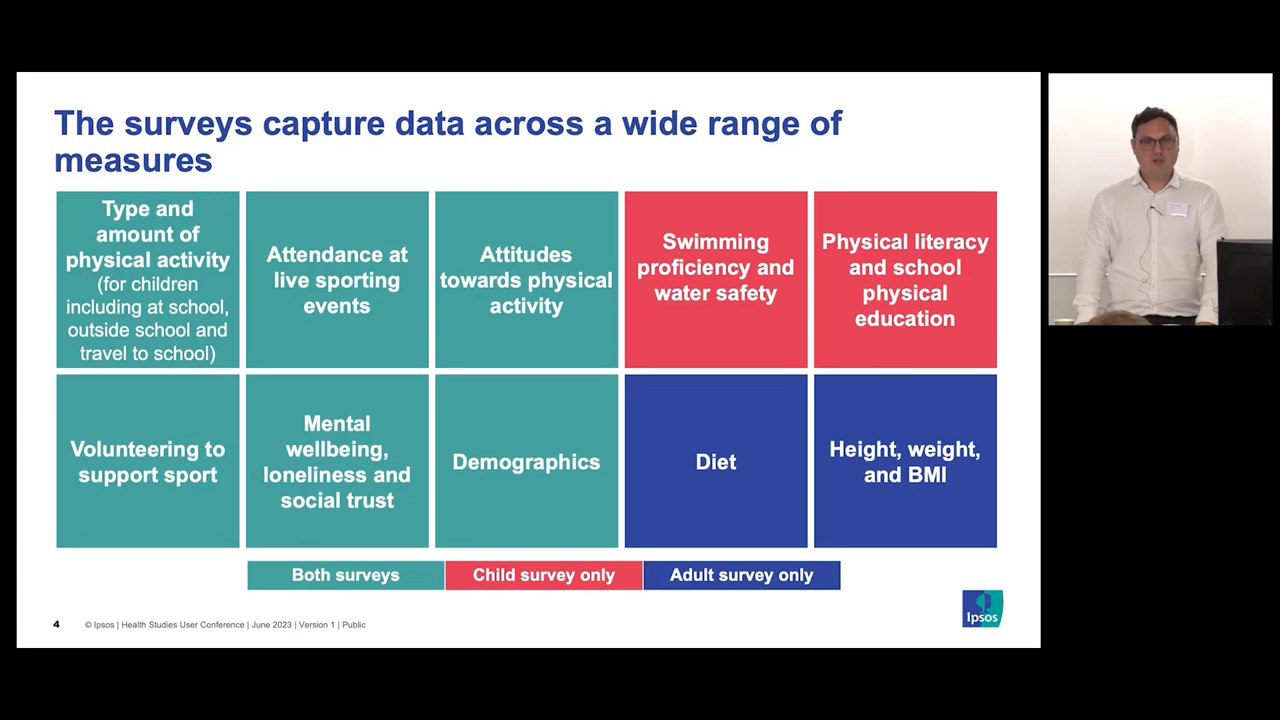 The surveys capture data across a wide range of
measures
Type and
amount of
physical activity
(for children
including at school,
outside school and
travel to school)
Attendance at
live sporting
events
Attitudes
towards physical
activity
Swimming
proficiency and
water safety
Physical literacy
and school
physical
education
Volunteering to
support sport
Mental
wellbeing,
loneliness and
social trust
Demographics
Diet
Height, weight,
and BMI
Both surveys
Child survey only
Adult survey only
4
© Ipsos | Health Studies User Conference | June 2023 | Version 1 | Public
Ipsos